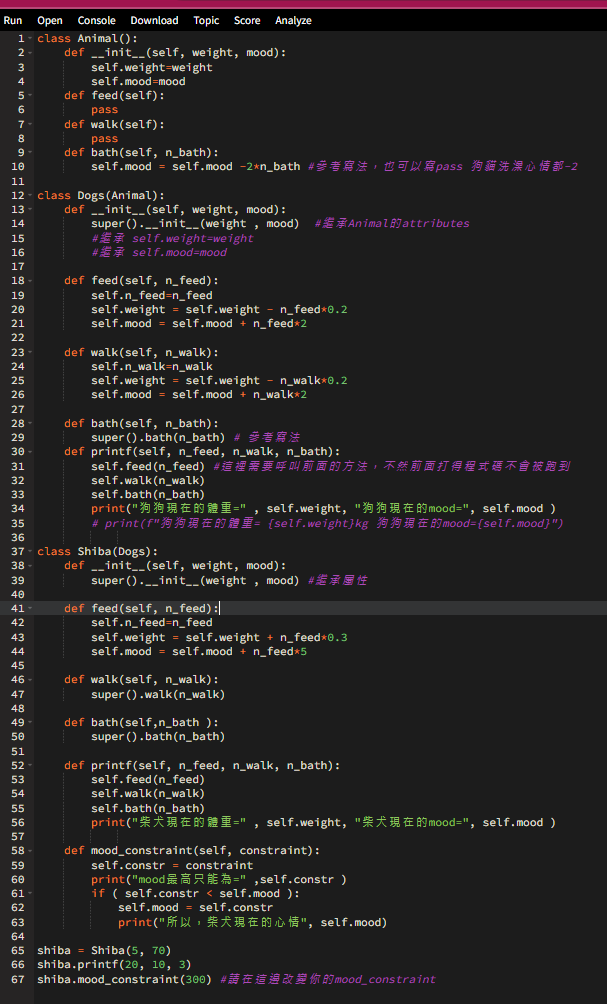 Run Open Console Download Topic Score Analyze
1 class Animal():
2     def __init__(self, weight, mood):
3         self.weight=weight
4         self.mood=mood
5     def feed(self):
6         pass
7     def walk(self):
8         pass
9     def bath(self, n_bath):
10         self.mood = self.mood -2*n_bath #參考寫法，也可以寫pass 狗貓洗澡心情都-2
11
12 class Dogs(Animal):
13     def __init__(self, weight, mood):
14         super().__init__(weight , mood)  #繼承Animal的attributes
15         #繼承 self.weight=weight
16         #繼承 self.mood=mood
17
18     def feed(self, n_feed):
19         self.n_feed=n_feed
20         self.weight = self.weight - n_feed*0.2
21         self.mood = self.mood + n_feed*2
22
23     def walk(self, n_walk):
24         self.n_walk=n_walk
25         self.weight = self.weight - n_walk*0.2
26         self.mood = self.mood + n_walk*2
27
28     def bath(self, n_bath):
29         super().bath(n_bath) # 參考寫法
30     def printf(self, n_feed, n_walk, n_bath):
31         self.feed(n_feed) #這裡需要呼叫前面的方法，不然前面打得程式碼不會被跑到
32         self.walk(n_walk)
33         self.bath(n_bath)
34         print("狗狗現在的體重=" , self.weight, "狗狗現在的mood=", self.mood )
35         # print(f"狗狗現在的體重= {self.weight}kg 狗狗現在的mood={self.mood}")
36
37 class Shiba(Dogs):
38     def __init__(self, weight, mood):
39         super().__init__(weight , mood) #繼承屬性
40
41     def feed(self, n_feed):
42         self.n_feed=n_feed
43         self.weight = self.weight + n_feed*0.3
44         self.mood = self.mood + n_feed*5
45
46     def walk(self, n_walk):
47         super().walk(n_walk)
48
49     def bath(self,n_bath ):
50         super().bath(n_bath)
51
52     def printf(self, n_feed, n_walk, n_bath):
53         self.feed(n_feed)
54         self.walk(n_walk)
55         self.bath(n_bath)
56         print("柴犬現在的體重=" , self.weight, "柴犬現在的mood=", self.mood )
57
58     def mood_constraint(self, constraint):
59         self.constr = constraint
60         print("mood最高只能為=" ,self.constr )
61         if ( self.constr < self.mood ):
62             self.mood = self.constr
63             print("所以，柴犬現在的心情", self.mood)
64
65 shiba = Shiba(5, 70)
66 shiba.printf(20, 10, 3)
67 shiba.mood_constraint(300) #請在這邊改變你的mood_constraint